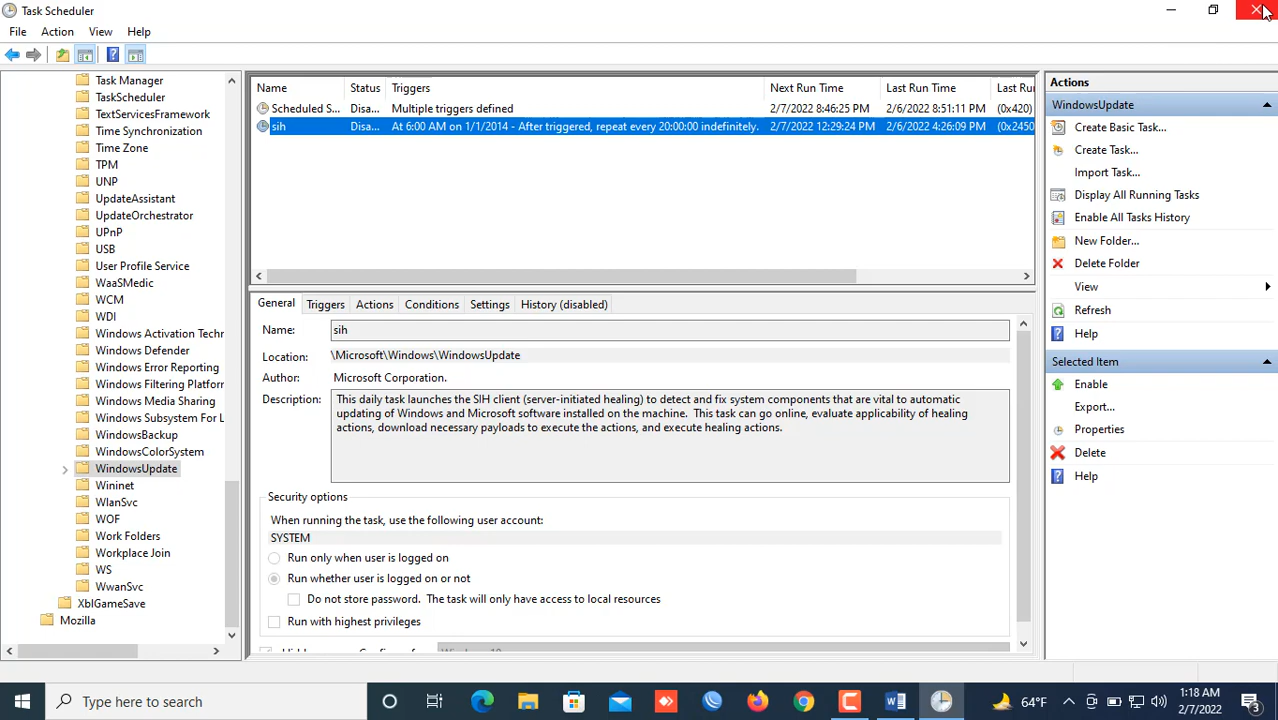 Task Scheduler
File Action View Help
Task Manager
TaskScheduler
TextServicesFramework
Time Synchronization
Time Zone
TPM
UNP
UpdateAssistant
UpdateOrchestrator
UPnP
USB
User Profile Service
WaaSMedic
WCM
WDI
Windows Activation Techr
Windows Defender
Windows Error Reporting
Windows Filtering Platforr
Windows Media Sharing
Windows Subsystem For L
WindowsBackup
WindowsColorSystem
WindowsUpdate
Wininet
WlanSvc
WOF
Work Folders
Workplace Join
WS
WwanSvc
XblGameSave
Mozilla
Name Status Triggers Next Run Time Last Run Time Last Run
Scheduled S... Disa... Multiple triggers defined 2/7/2022 8:46:25 PM 2/6/2022 8:51:11 PM (0x420)
sih Disa... At 6:00 AM on 1/1/2014 - After triggered, repeat every 20:00:00 indefinitely. 2/7/2022 12:29:24 PM 2/6/2022 4:26:09 PM (0x2450
General Triggers Actions Conditions Settings History (disabled)
Name: sih
Location: \Microsoft\Windows\WindowsUpdate
Author: Microsoft Corporation.
Description: This daily task launches the SIH client (server-initiated healing) to detect and fix system components that are vital to automatic
updating of Windows and Microsoft software installed on the machine. This task can go online, evaluate applicability of healing
actions, download necessary payloads to execute the actions, and execute healing actions.
Security options
When running the task, use the following user account:
SYSTEM
Run only when user is logged on
Run whether user is logged on or not
Do not store password. The task will only have access to local resources
Run with highest privileges
Actions
WindowsUpdate
Create Basic Task...
Create Task...
Import Task...
Display All Running Tasks
Enable All Tasks History
New Folder...
Delete Folder
View
Refresh
Help
Selected Item
Enable
Export...
Properties
Delete
Help
Type here to search
64°F
1:18 AM
2/7/2022
3